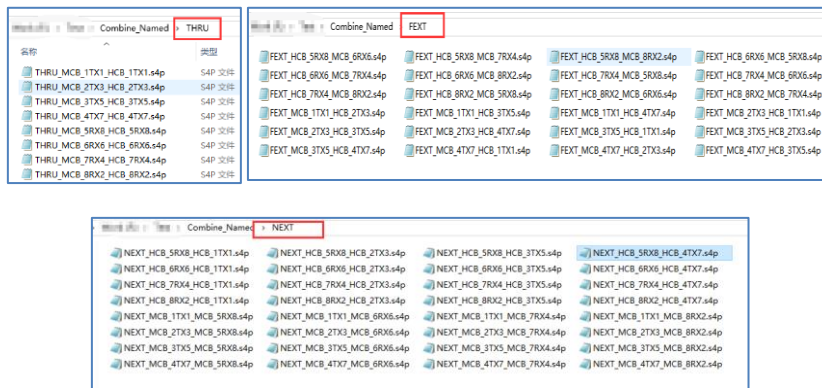 Combine_Named › THRU
名称 类型
THRU_MCB_1TX1_HCB_1TX1.s4p S4P 文件
THRU_MCB_2TX3_HCB_2TX3.s4p S4P 文件
THRU_MCB_3TX5_HCB_3TX5.s4p S4P 文件
THRU_MCB_4TX7_HCB_4TX7.s4p S4P 文件
THRU_MCB_5RX8_HCB_5RX8.s4p S4P 文件
THRU_MCB_6RX6_HCB_6RX6.s4p S4P 文件
THRU_MCB_7RX4_HCB_7RX4.s4p S4P 文件
THRU_MCB_8RX2_HCB_8RX2.s4p S4P 文件
Combine_Named FEXT
FEXT_HCB_5RX8_MCB_6RX6.s4p FEXT_HCB_5RX8_MCB_7RX4.s4p FEXT_HCB_5RX8_MCB_8RX2.s4p FEXT_HCB_6RX6_MCB_5RX8.s4p
FEXT_HCB_6RX6_MCB_7RX4.s4p FEXT_HCB_6RX6_MCB_8RX2.s4p FEXT_HCB_7RX4_MCB_5RX8.s4p FEXT_HCB_7RX4_MCB_6RX6.s4p
FEXT_HCB_7RX4_MCB_8RX2.s4p FEXT_HCB_8RX2_MCB_5RX8.s4p FEXT_HCB_8RX2_MCB_6RX6.s4p FEXT_HCB_8RX2_MCB_7RX4.s4p
FEXT_MCB_1TX1_HCB_2TX3.s4p FEXT_MCB_1TX1_HCB_3TX5.s4p FEXT_MCB_1TX1_HCB_4TX7.s4p FEXT_MCB_2TX3_HCB_1TX1.s4p
FEXT_MCB_2TX3_HCB_3TX5.s4p FEXT_MCB_2TX3_HCB_4TX7.s4p FEXT_MCB_3TX5_HCB_1TX1.s4p FEXT_MCB_3TX5_HCB_2TX3.s4p
FEXT_MCB_3TX5_HCB_4TX7.s4p FEXT_MCB_4TX7_HCB_1TX1.s4p FEXT_MCB_4TX7_HCB_2TX3.s4p FEXT_MCB_4TX7_HCB_3TX5.s4p
Combine_Named › NEXT
NEXT_HCB_5RX8_HCB_1TX1.s4p NEXT_HCB_5RX8_HCB_2TX3.s4p NEXT_HCB_5RX8_HCB_3TX5.s4p NEXT_HCB_5RX8_HCB_4TX7.s4p
NEXT_HCB_6RX6_HCB_1TX1.s4p NEXT_HCB_6RX6_HCB_2TX3.s4p NEXT_HCB_6RX6_HCB_3TX5.s4p NEXT_HCB_6RX6_HCB_4TX7.s4p
NEXT_HCB_7RX4_HCB_1TX1.s4p NEXT_HCB_7RX4_HCB_2TX3.s4p NEXT_HCB_7RX4_HCB_3TX5.s4p NEXT_HCB_7RX4_HCB_4TX7.s4p
NEXT_HCB_8RX2_HCB_1TX1.s4p NEXT_HCB_8RX2_HCB_2TX3.s4p NEXT_HCB_8RX2_HCB_3TX5.s4p NEXT_HCB_8RX2_HCB_4TX7.s4p
NEXT_MCB_1TX1_MCB_5RX8.s4p NEXT_MCB_1TX1_MCB_6RX6.s4p NEXT_MCB_1TX1_MCB_7RX4.s4p NEXT_MCB_1TX1_MCB_8RX2.s4p
NEXT_MCB_2TX3_MCB_5RX8.s4p NEXT_MCB_2TX3_MCB_6RX6.s4p NEXT_MCB_2TX3_MCB_7RX4.s4p NEXT_MCB_2TX3_MCB_8RX2.s4p
NEXT_MCB_3TX5_MCB_5RX8.s4p NEXT_MCB_3TX5_MCB_6RX6.s4p NEXT_MCB_3TX5_MCB_7RX4.s4p NEXT_MCB_3TX5_MCB_8RX2.s4p
NEXT_MCB_4TX7_MCB_5RX8.s4p NEXT_MCB_4TX7_MCB_6RX6.s4p NEXT_MCB_4TX7_MCB_7RX4.s4p NEXT_MCB_4TX7_MCB_8RX2.s4p